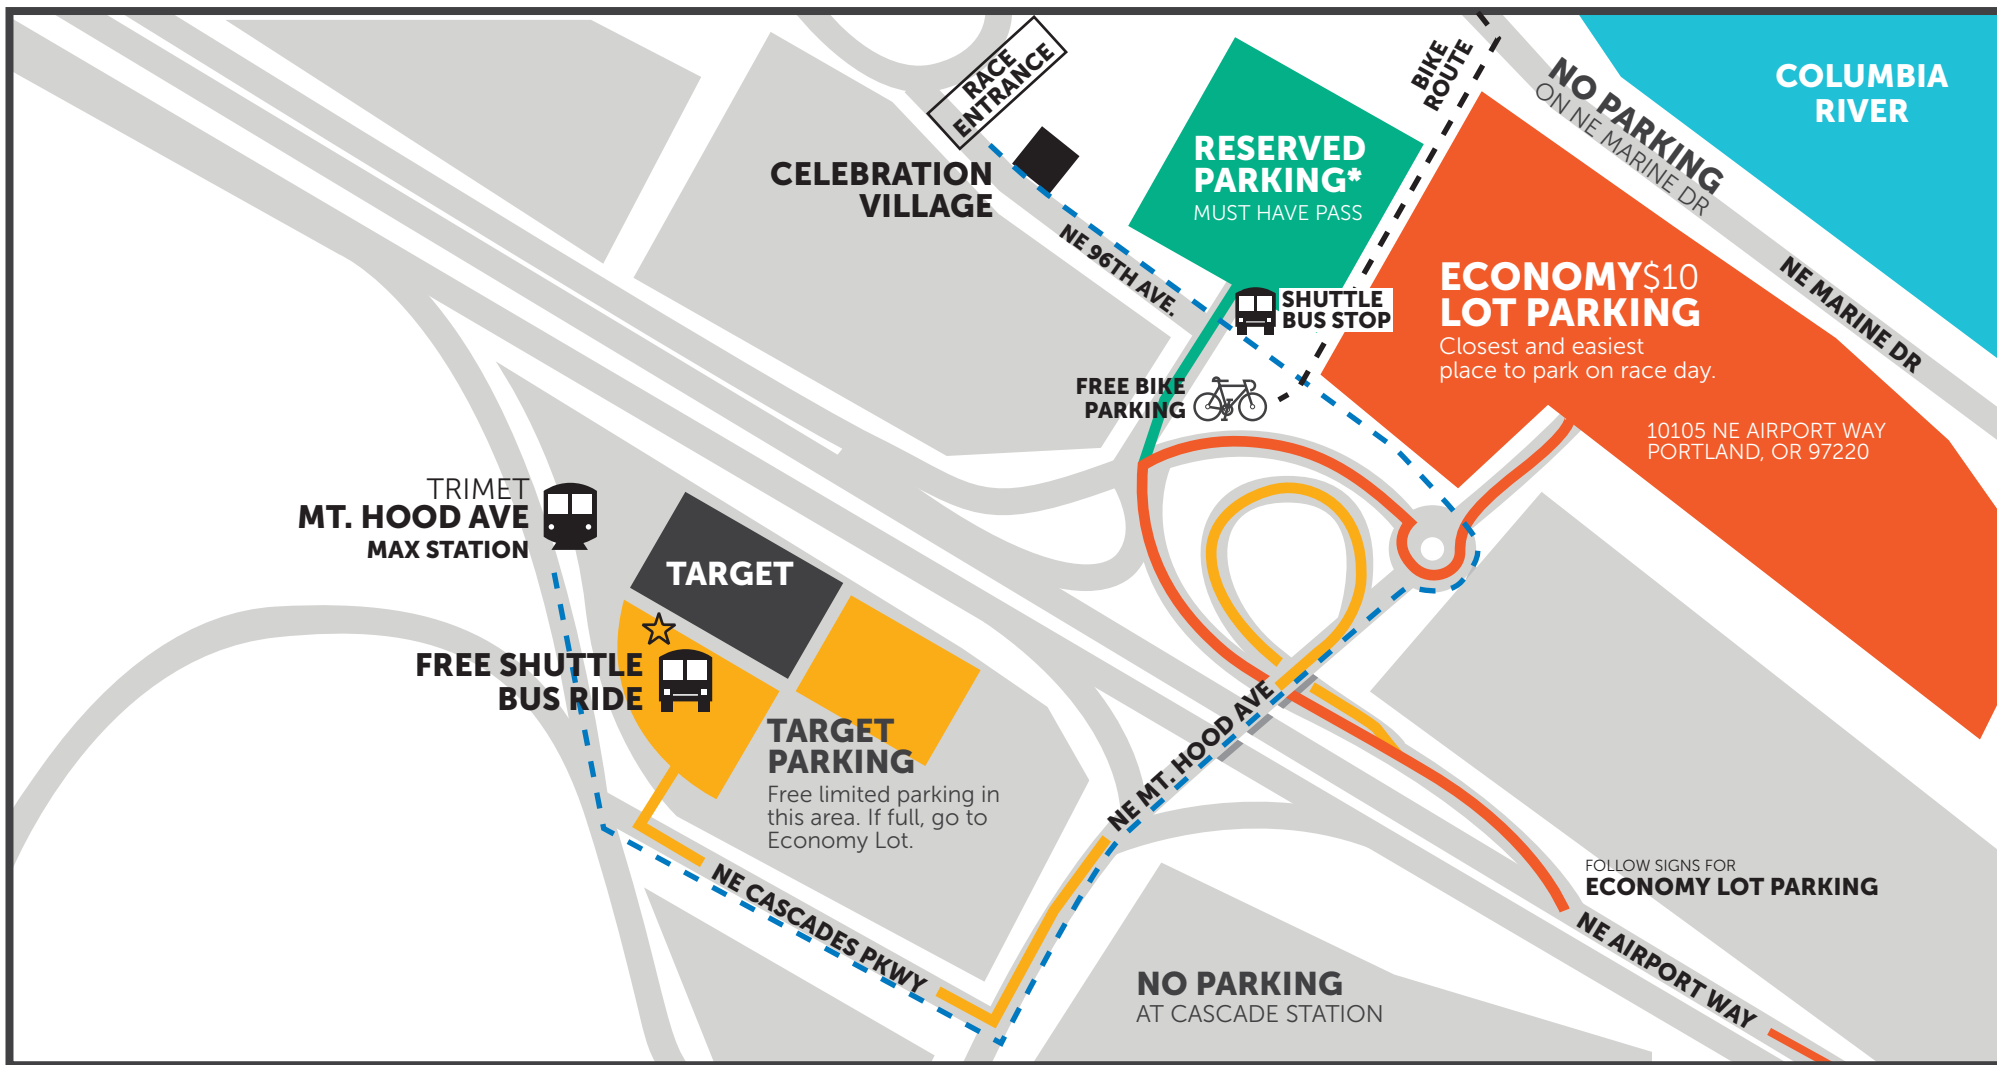 RACE
ENTRANCE
CELEBRATION
VILLAGE
NE 96TH AVE.
RESERVED
PARKING*
MUST HAVE PASS
BIKE
ROUTE
NO PARKING
ON NE MARINE DR
COLUMBIA
RIVER
NE MARINE DR
SHUTTLE
BUS STOP
ECONOMY $10
LOT PARKING
Closest and easiest
place to park on race day.
10105 NE AIRPORT WAY
PORTLAND, OR 97220
FREE BIKE
PARKING
TRIMET
MT. HOOD AVE
MAX STATION
TARGET
FREE SHUTTLE
BUS RIDE
TARGET
PARKING
Free limited parking in
this area. If full, go to
Economy Lot.
NE MT. HOOD AVE
NE CASCADES PKWY
NO PARKING
AT CASCADE STATION
FOLLOW SIGNS FOR
ECONOMY LOT PARKING
NE AIRPORT WAY